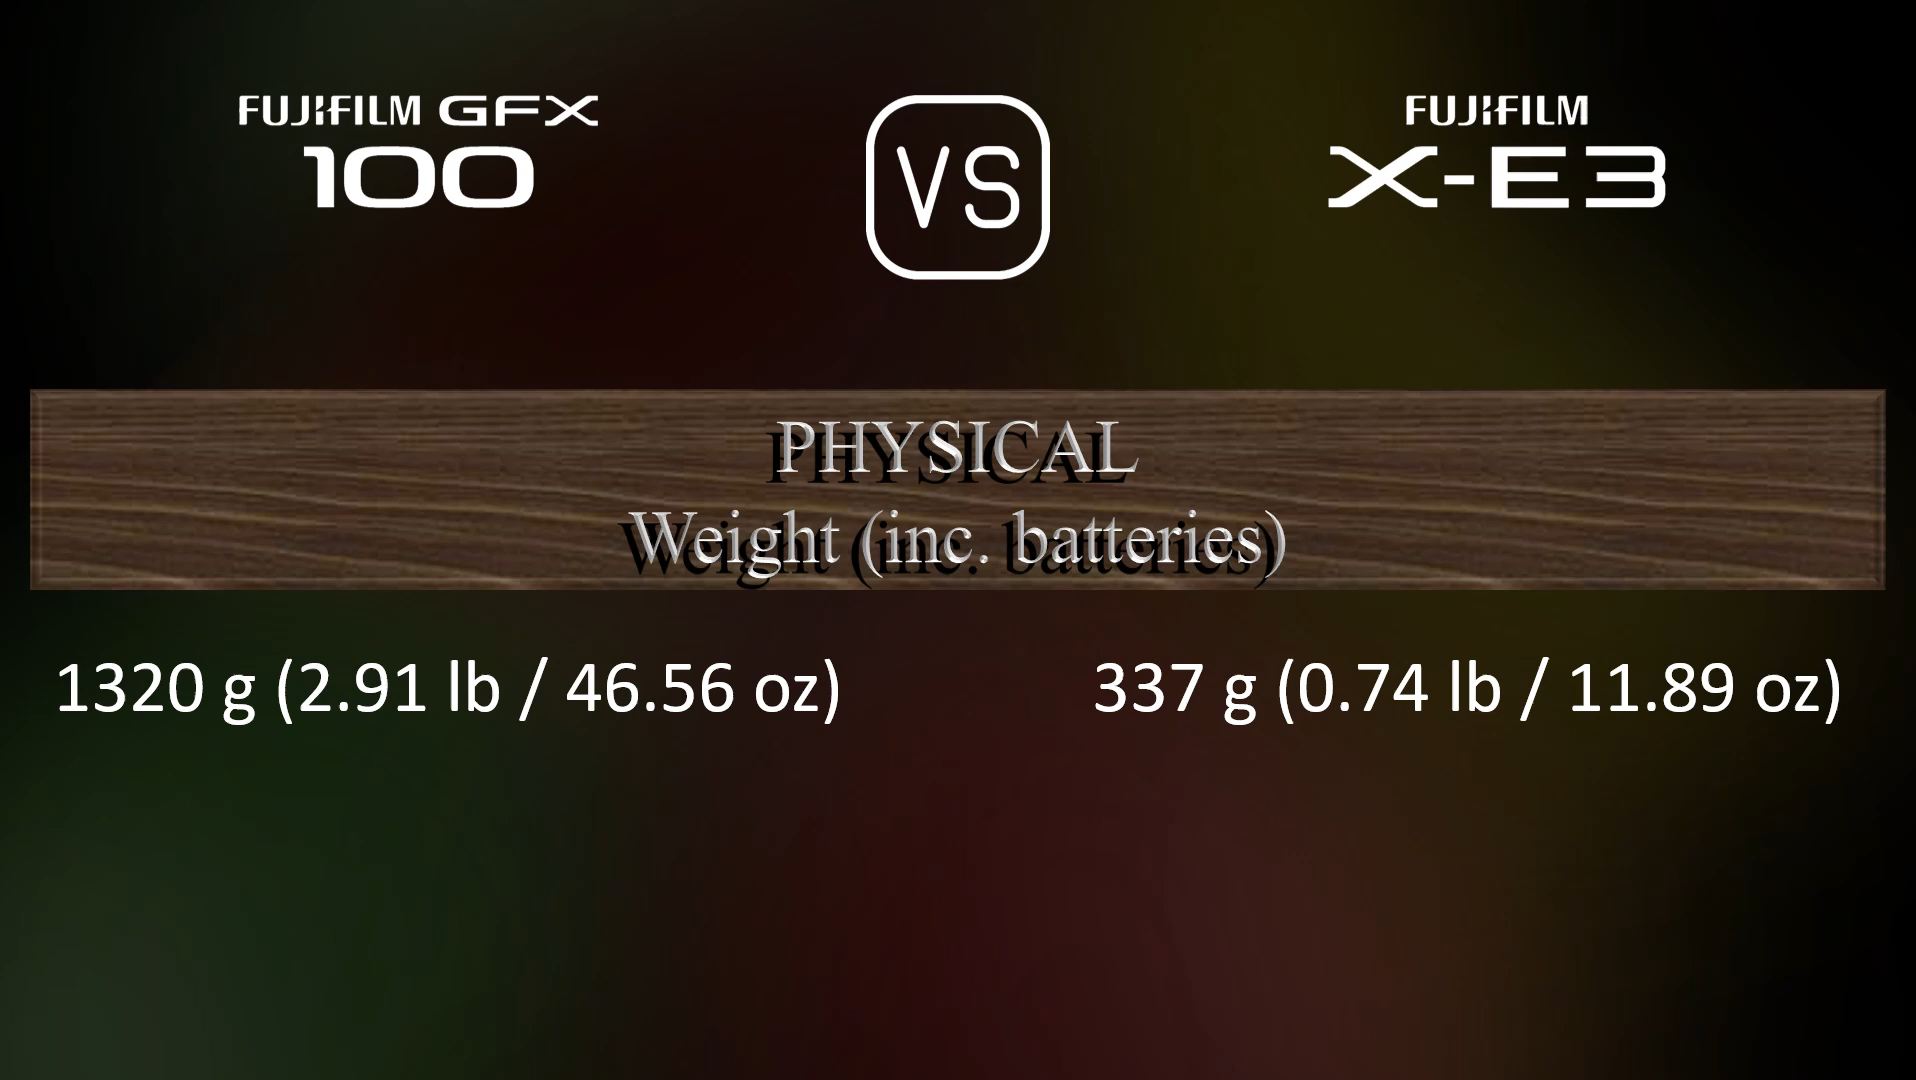 FUJIFILM GFX
100
VS
FUJIFILM
X-E3
PHYSICAL
Weight (inc. batteries)
1320 g (2.91 lb / 46.56 oz)
337 g (0.74 lb / 11.89 oz)